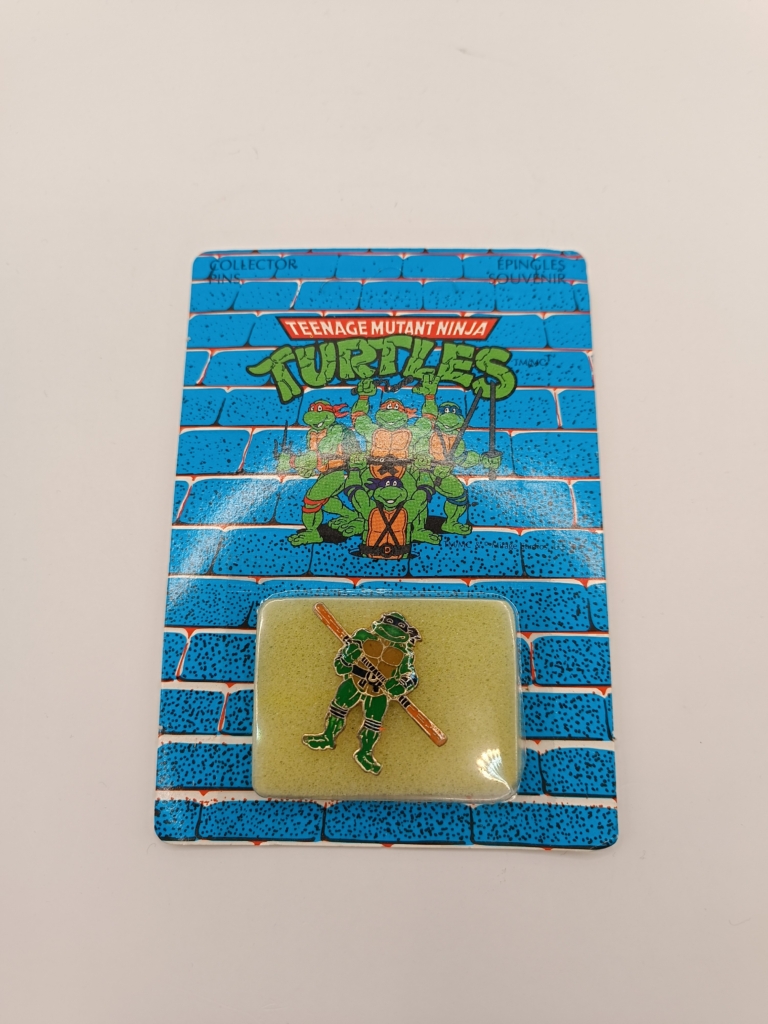 COLLECTOR
PINS
ÉPINGLES
SOUVENIR
TEENAGE MUTANT NINJA
TURTLES
D